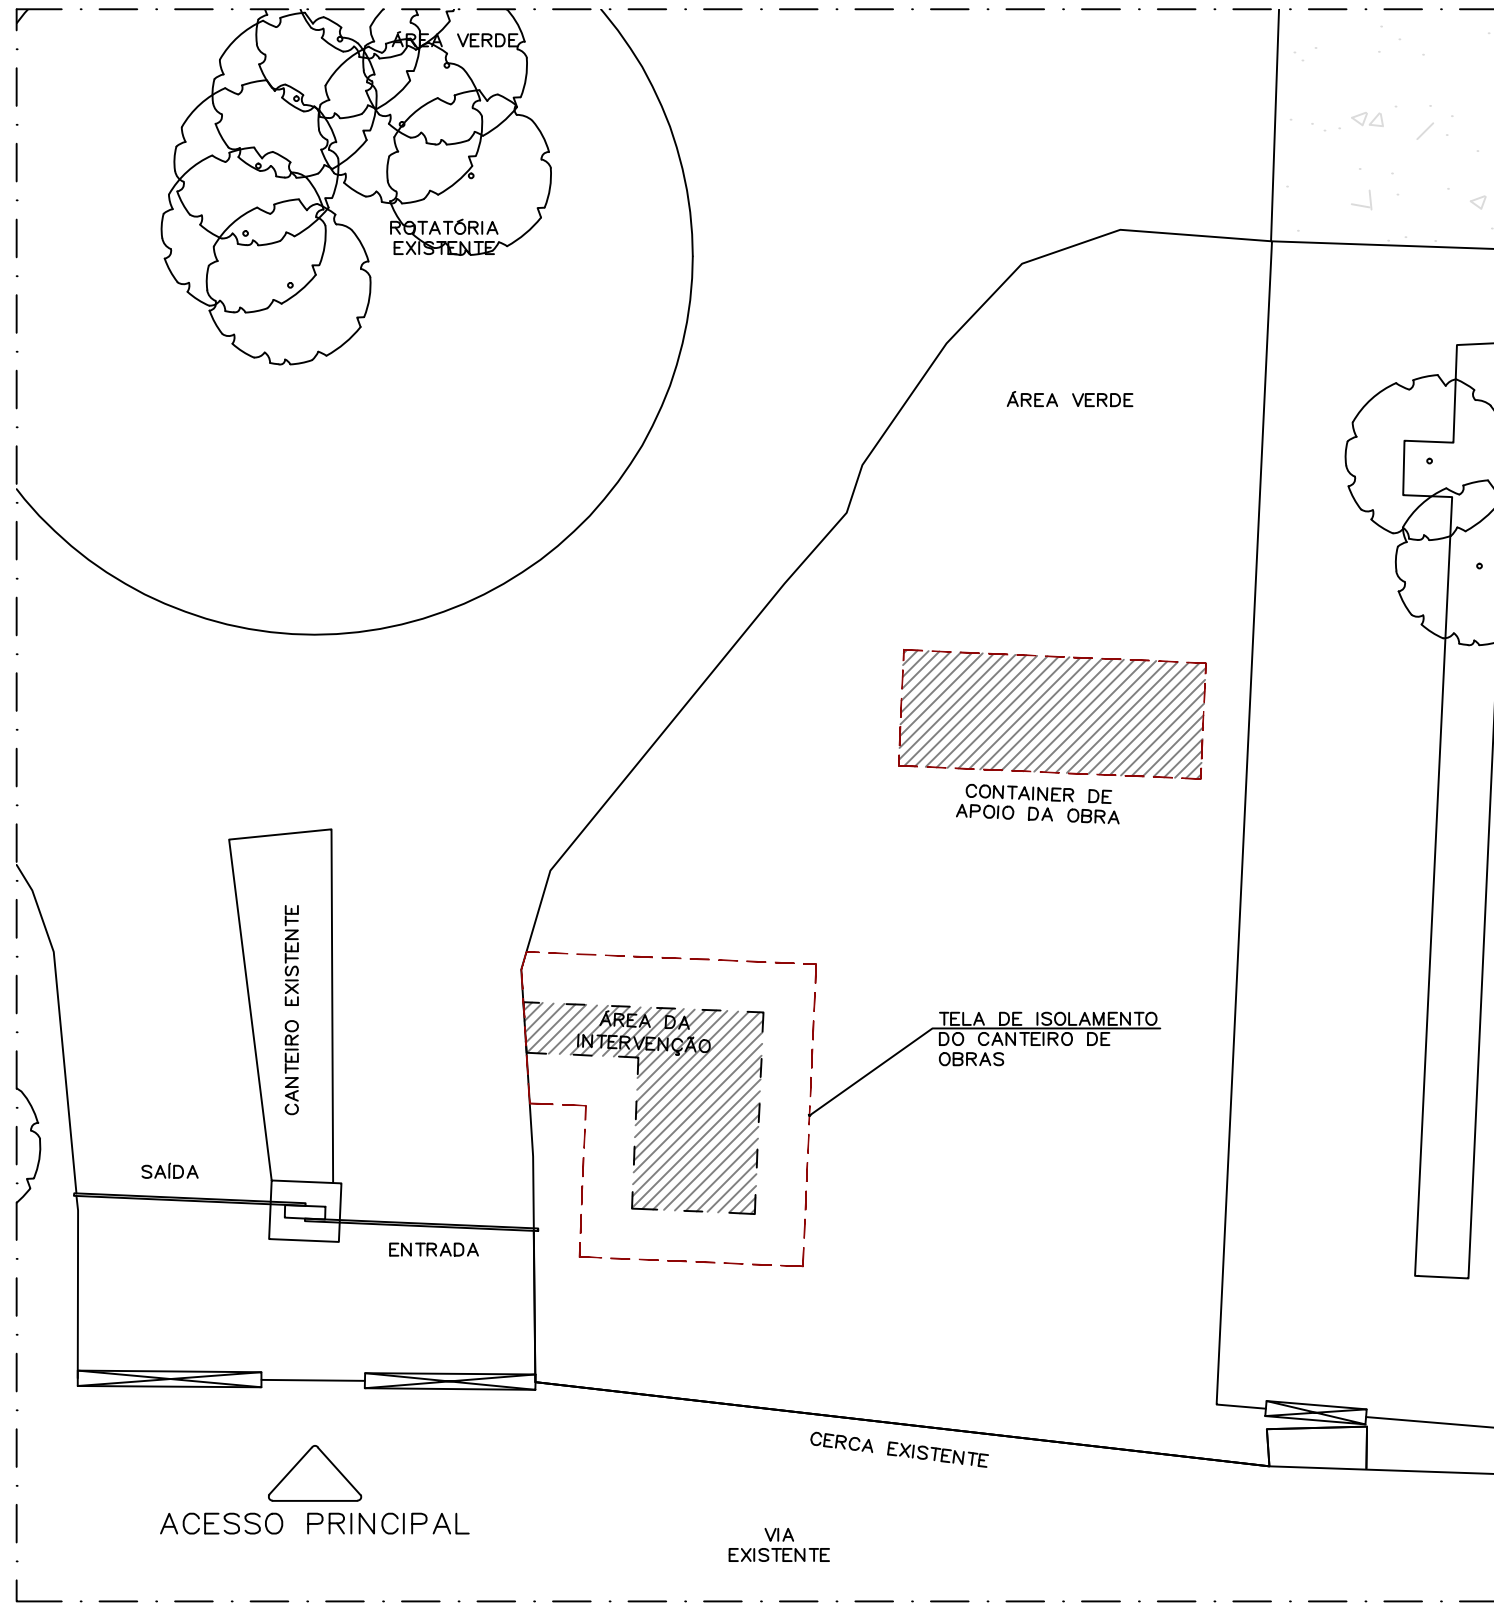 ÁREA VERDE
ROTATÓRIA
EXISTENTE
ÁREA VERDE
CONTAINER DE
APOIO DA OBRA
CANTEIRO EXISTENTE
ÁREA DA
INTERVENÇÃO
TELA DE ISOLAMENTO
DO CANTEIRO DE
OBRAS
SAÍDA
ENTRADA
CERCA EXISTENTE
ACESSO PRINCIPAL
VIA
EXISTENTE